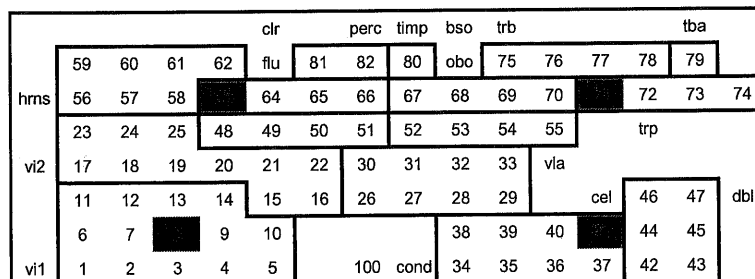 clr perc timp bso trb tba
59 60 61 62 flu 81 82 80 obo 75 76 77 78 79
hrns 56 57 58 64 65 66 67 68 69 70 72 73 74
23 24 25 48 49 50 51 52 53 54 55 trp
vi2 17 18 19 20 21 22 30 31 32 33 vla
11 12 13 14 15 16 26 27 28 29 cel 46 47 dbl
6 7 9 10 38 39 40 44 45
vi1 1 2 3 4 5 100 cond 34 35 36 37 42 43